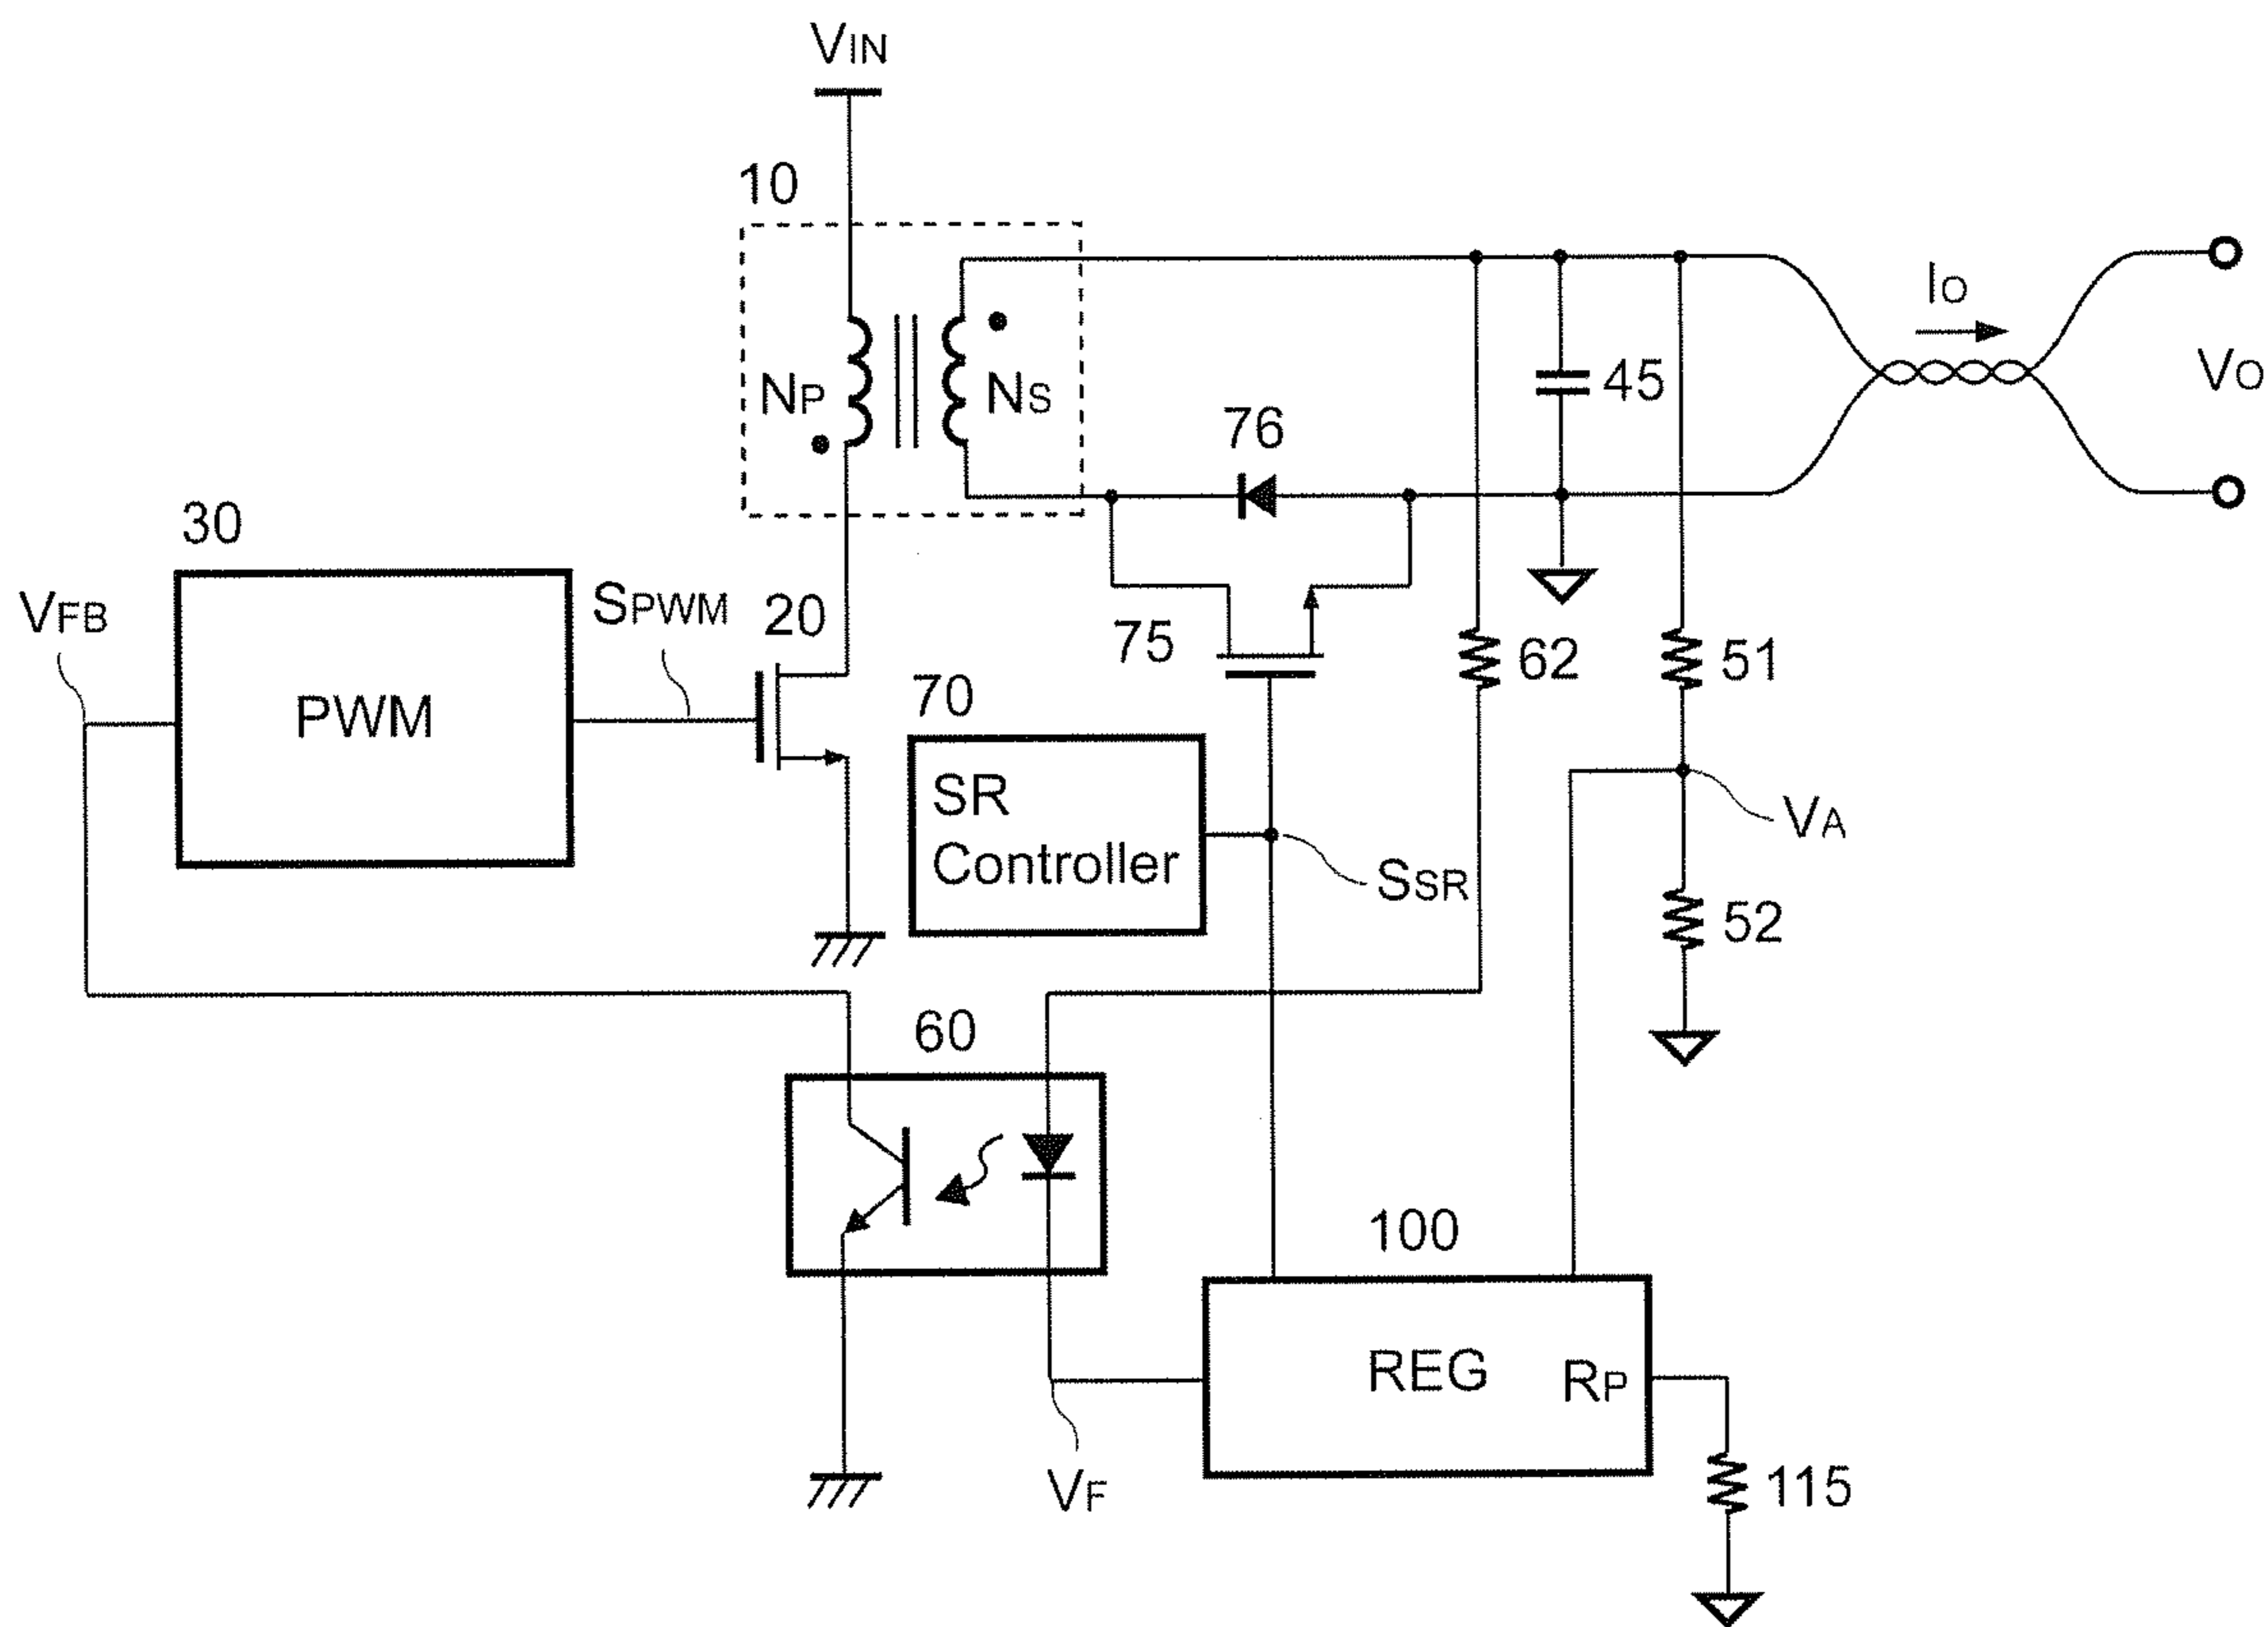 VIN
10
NP
NS
IO
VO
45
76
30
VFB
PWM
SPWM
20
75
62
51
70
SR
Controller
SSR
VA
52
60
100
REG
RP
VF
115